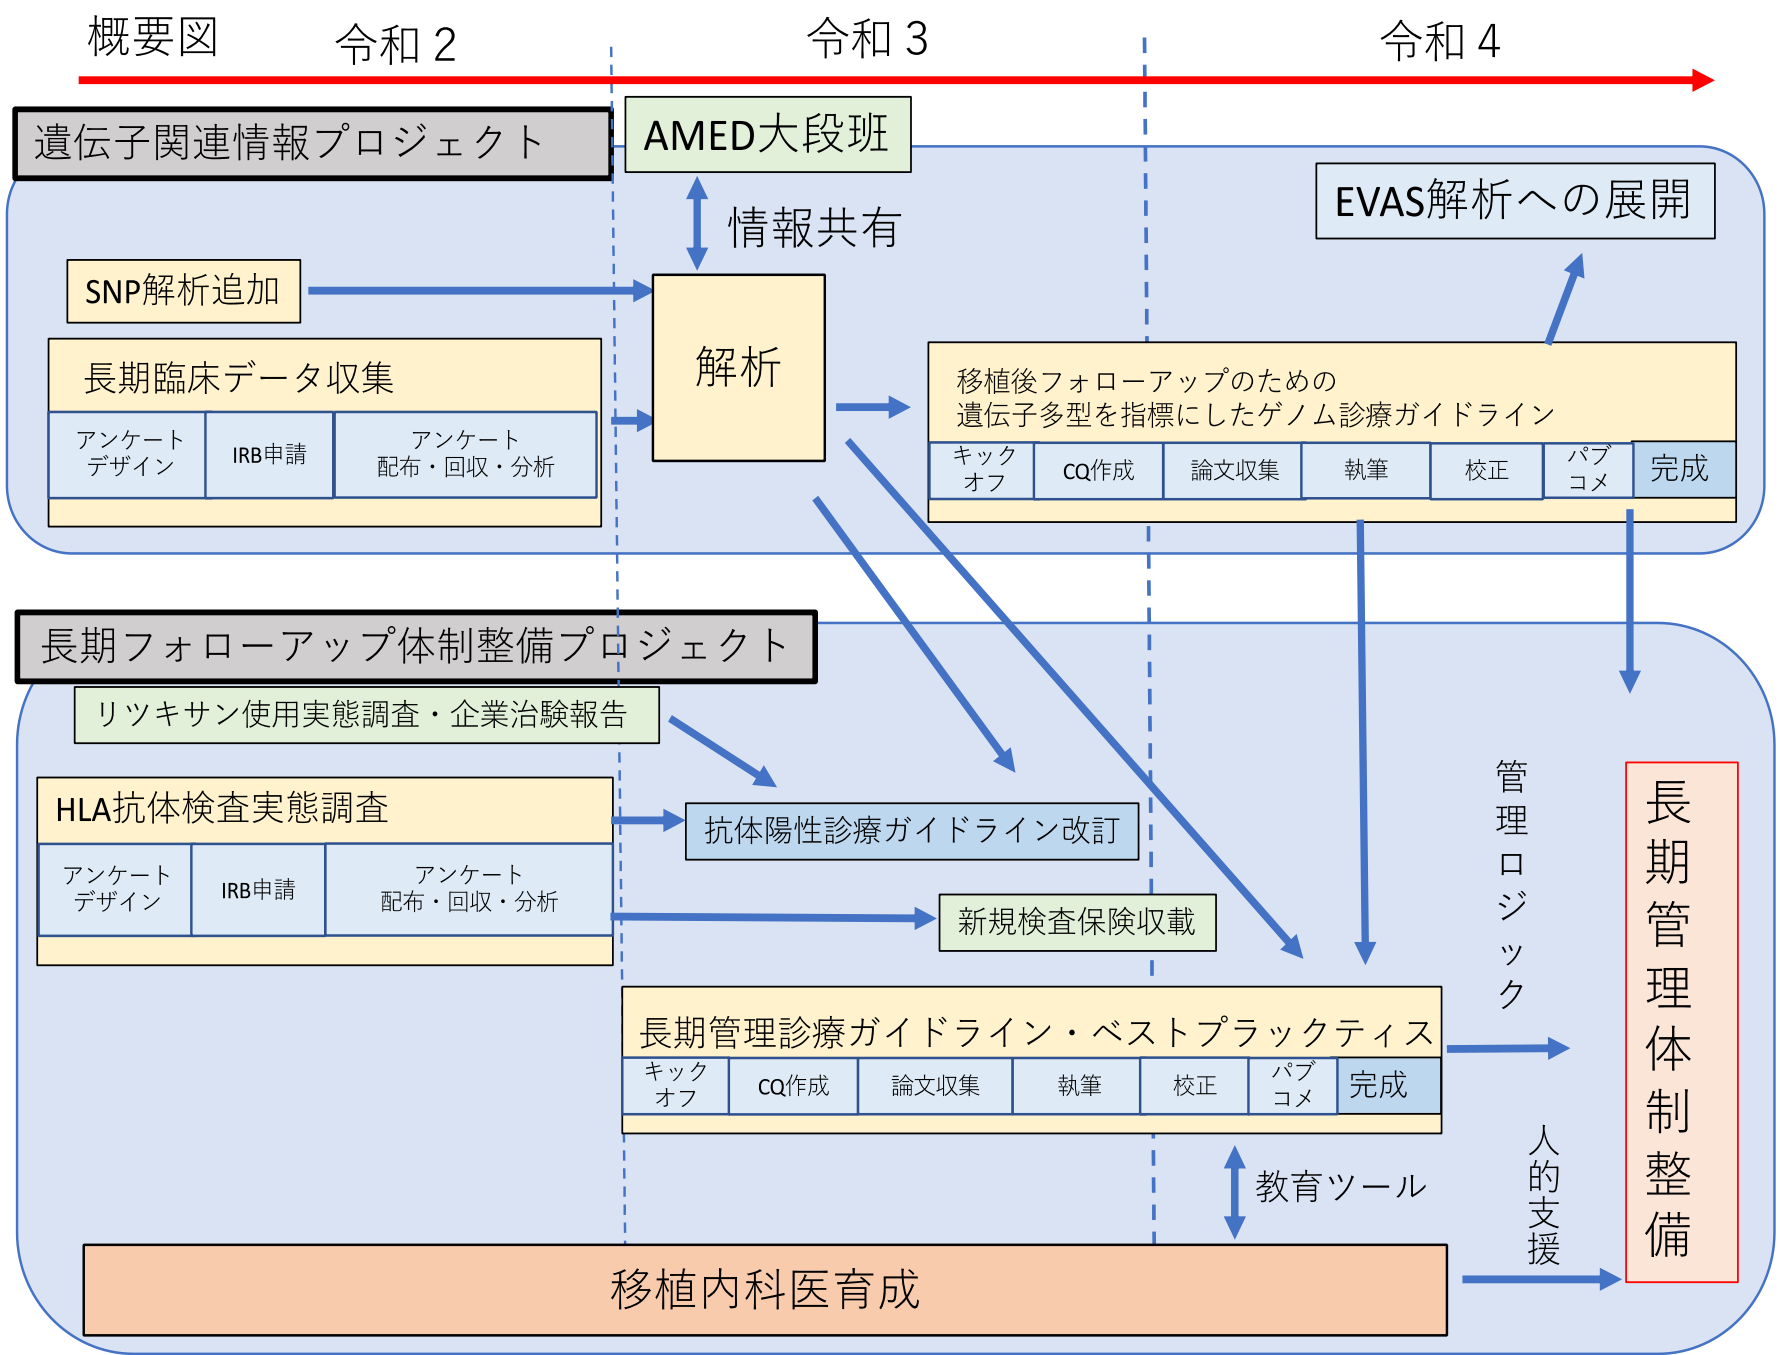 概要図
令和２
令和３
令和４
遺伝子関連情報プロジェクト
AMED大段班
情報共有
EVAS解析への展開
SNP解析追加
解析
長期臨床データ収集
アンケート
デザイン
IRB申請
アンケート
配布・回収・分析
移植後フォローアップのための
遺伝子多型を指標にしたゲノム診療ガイドライン
キック
オフ
CQ作成
論文収集
執筆
校正
パブ
コメ
完成
長期フォローアップ体制整備プロジェクト
リツキサン使用実態調査・企業治験報告
HLA抗体検査実態調査
アンケート
デザイン
IRB申請
アンケート
配布・回収・分析
抗体陽性診療ガイドライン改訂
新規検査保険収載
長期管理診療ガイドライン・ベストプラックティス
キック
オフ
CQ作成
論文収集
執筆
校正
パブ
コメ
完成
管理ロジック
長期管理体制整備
教育ツール
人的支援
移植内科医育成